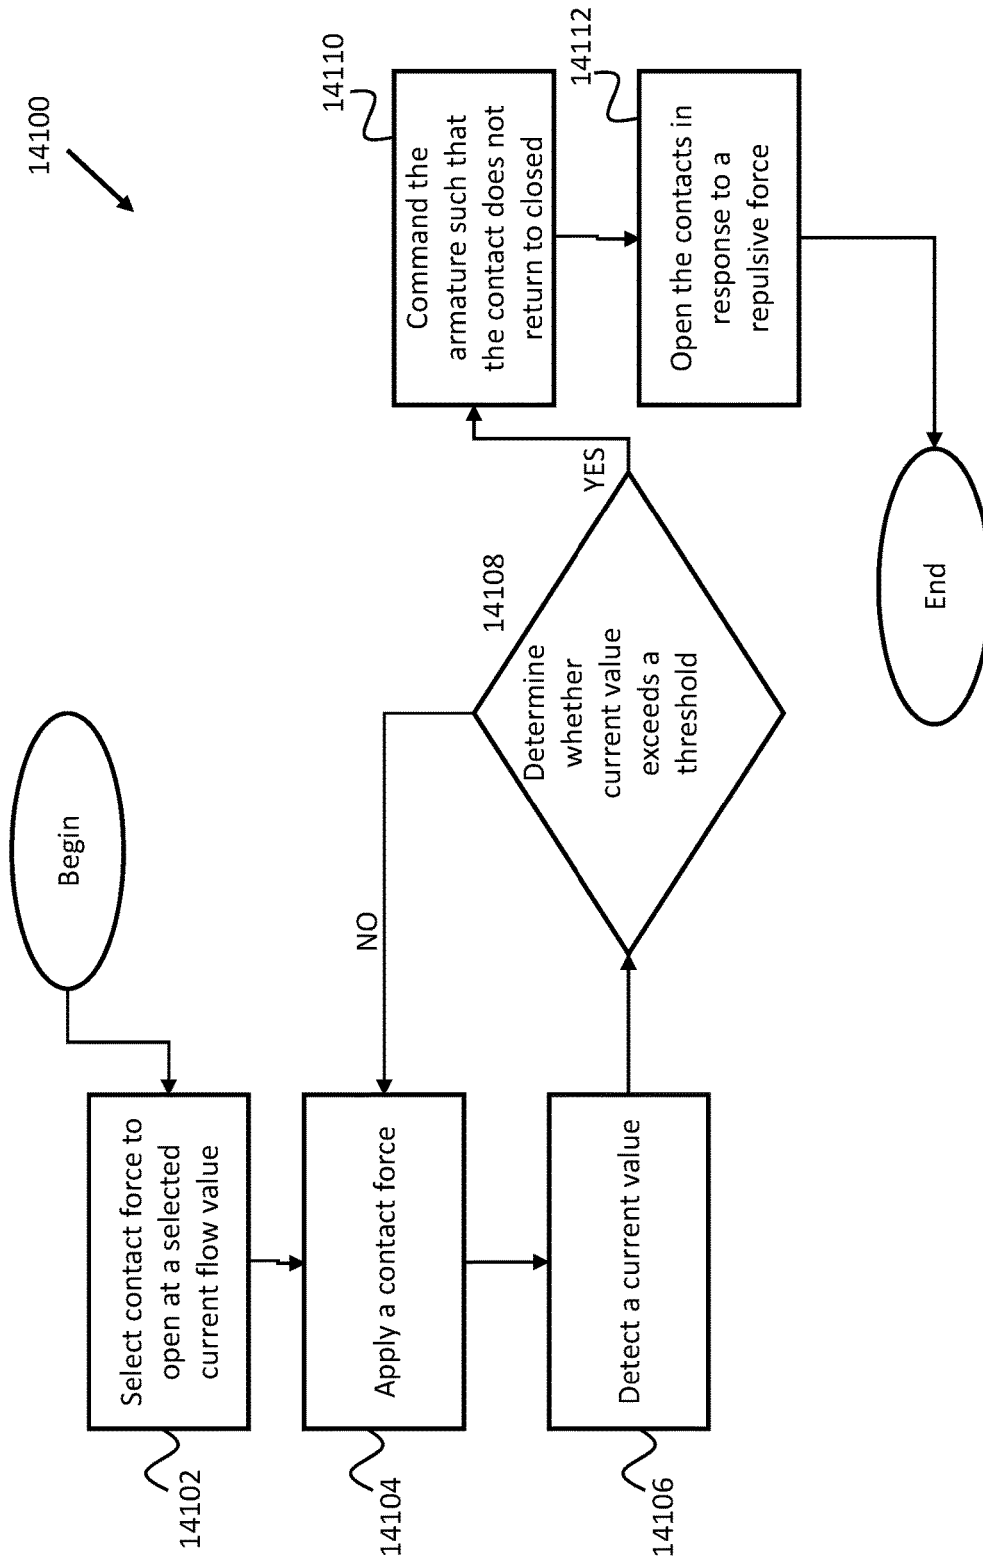 14100
Begin
Select contact force to
open at a selected
current flow value
14102
Apply a contact force
14104
Detect a current value
14106
Determine
whether
current value
exceeds a
threshold
14108
NO
YES
Command the
armature such that
the contact does not
return to closed
14110
Open the contacts in
response to a
repulsive force
14112
End